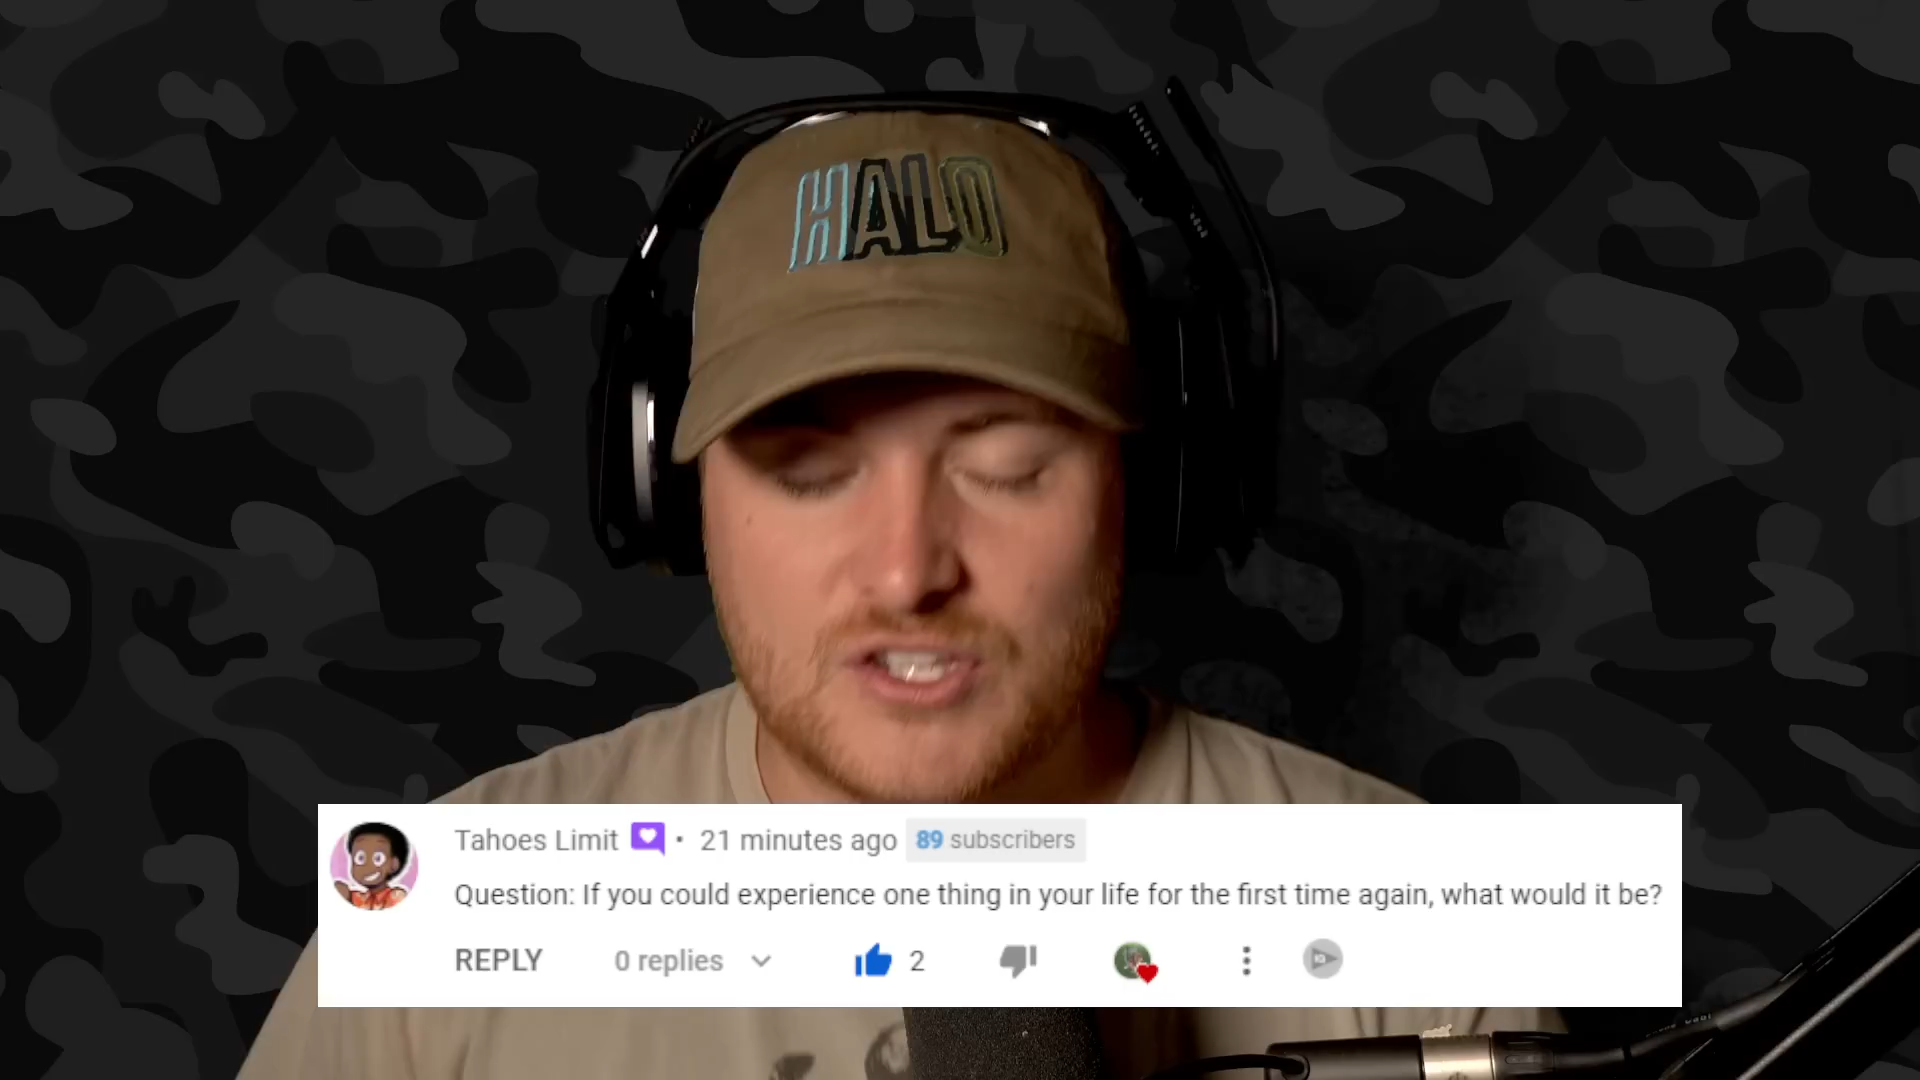 HALO
Tahoes Limit • 21 minutes ago 89 subscribers
Question: If you could experience one thing in your life for the first time again, what would it be?
REPLY 0 replies 2